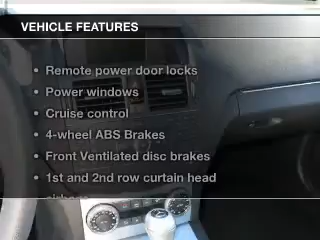 VEHICLE FEATURES
• Remote power door locks
• Power windows
• Cruise control
• 4-wheel ABS Brakes
• Front Ventilated disc brakes
• 1st and 2nd row curtain head